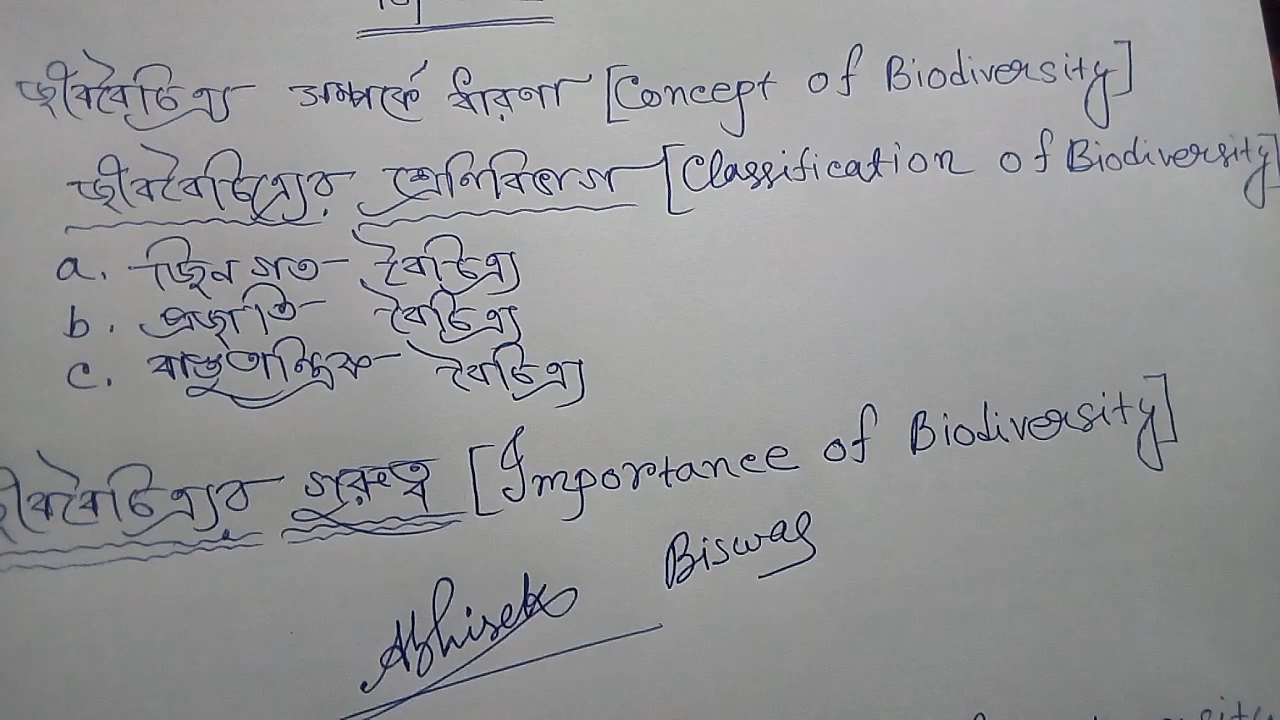 জীববৈচিত্র্য সম্পর্কে ধারণা [Concept of Biodiversity]
জীববৈচিত্র্যের শ্রেনিবিভাগ [Classification of Biodiversity]
a. জিনগত- বৈচিত্র্য
b. প্রজাতি- বৈচিত্র্য
c. বাস্তুতান্ত্রিক- বৈচিত্র্য
জীববৈচিত্র্যের গুরুত্ব [Importance of Biodiversity]
Abhisek Biswas